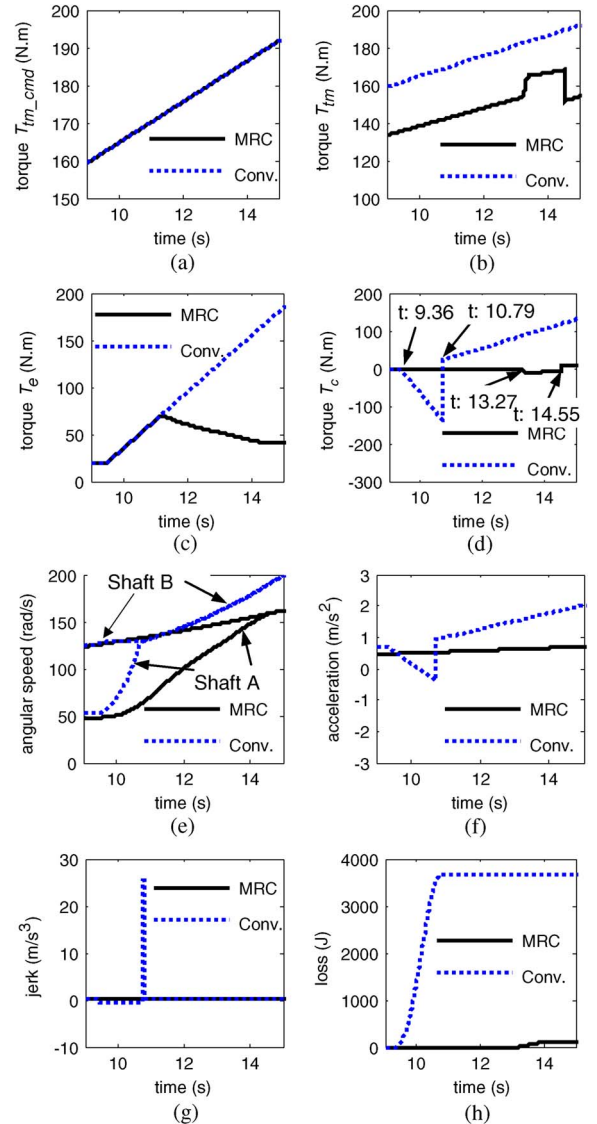 200
190
180
170
160
150
torque T_tm_cmd (N.m)
MRC
Conv.
10 12 14
time (s)
(a)
200
180
160
140
120
100
torque T_tm (N.m)
MRC
Conv.
10 12 14
time (s)
(b)
200
150
100
50
0
torque T_e (N.m)
MRC
Conv.
10 12 14
time (s)
(c)
200
100
0
-100
-200
-300
torque T_c (N.m)
t: 9.36
t: 10.79
t: 13.27
t: 14.55
MRC
Conv.
10 12 14
time (s)
(d)
200
150
100
50
0
angular speed (rad/s)
Shaft B
Shaft A
MRC
Conv.
10 12 14
time (s)
(e)
3
2
1
0
-1
-2
-3
acceleration (m/s²)
MRC
Conv.
10 12 14
time (s)
(f)
30
20
10
0
-10
jerk (m/s³)
MRC
Conv.
10 12 14
time (s)
(g)
4000
3000
2000
1000
0
loss (J)
MRC
Conv.
10 12 14
time (s)
(h)